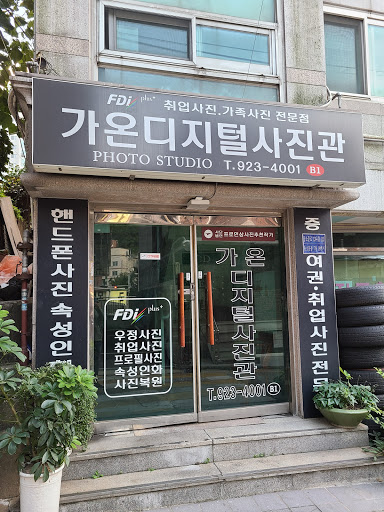 FDi plus+
취업사진.가족사진 전문점
가온디지털사진관
PHOTO STUDIO T.923-4001 B1
핸드폰사진속성인화
FDi plus+
우정사진
취업사진
프로필사진
속성인화
사진복원
가온디지털사진관
T.923-4001 B1
증
여권·취업사진전문